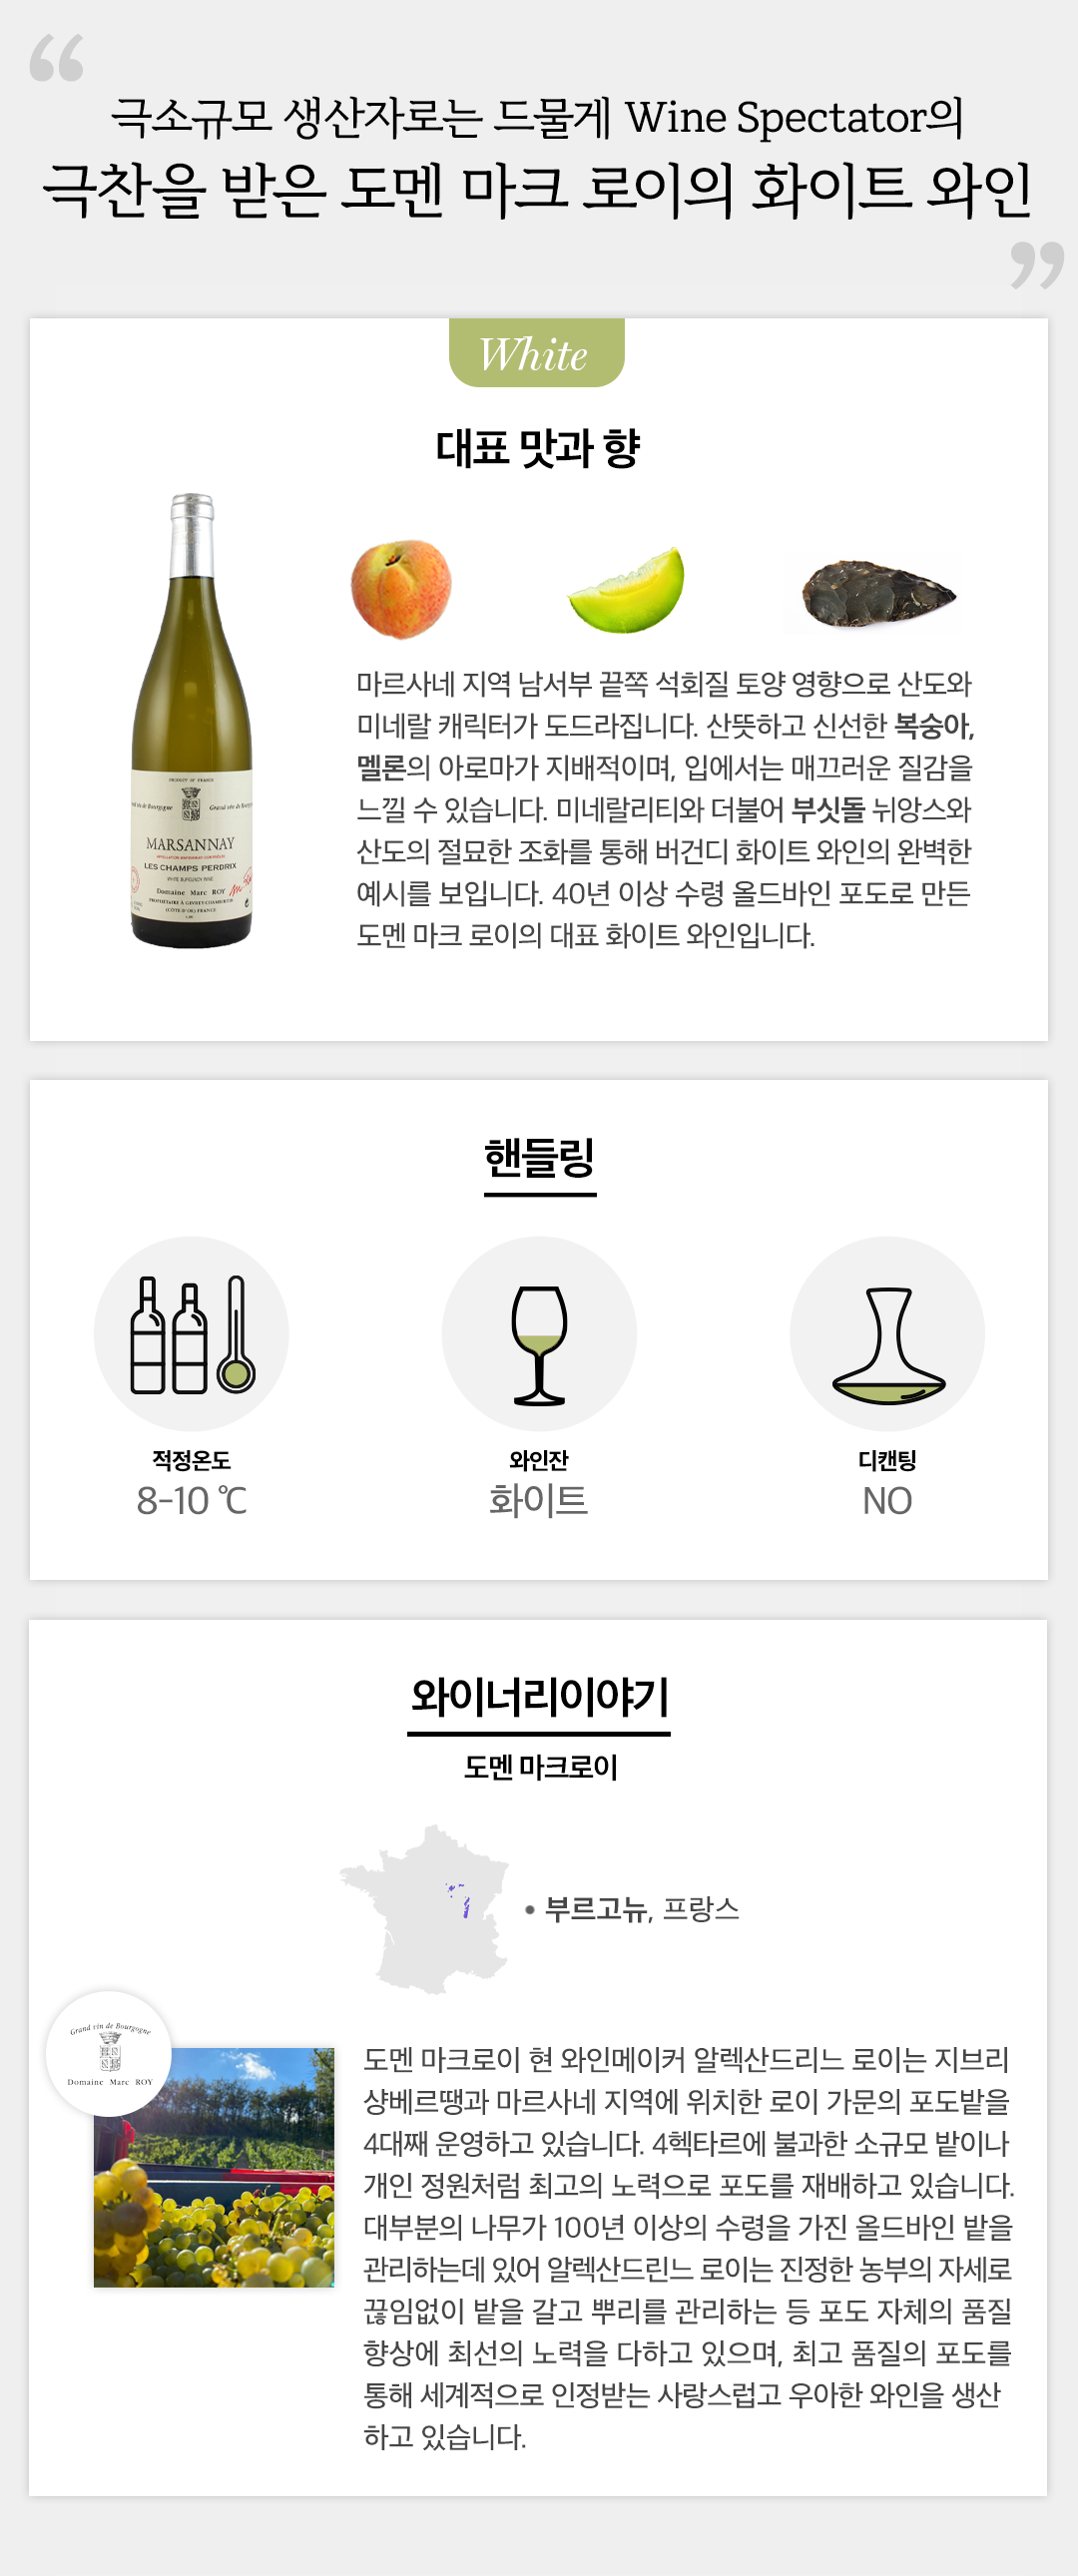 “
극소규모 생산자로는 드물게 Wine Spectator의
극찬을 받은 도멘 마크 로이의 화이트 와인
”
White
대표 맛과 향
PRODUCT OF FRANCE
Grand vin de Bourgogne
MARSANNAY
LES CHAMPS PERDRIX
Domaine Marc ROY
(CÔTE-D'OR) FRANCE
마르사네 지역 남서부 끝쪽 석회질 토양 영향으로 산도와
미네랄 캐릭터가 도드라집니다. 산뜻하고 신선한 복숭아,
멜론의 아로마가 지배적이며, 입에서는 매끄러운 질감을
느낄 수 있습니다. 미네랄리티와 더불어 부싯돌 뉘앙스와
산도의 절묘한 조화를 통해 버건디 화이트 와인의 완벽한
예시를 보입니다. 40년 이상 수령 올드바인 포도로 만든
도멘 마크 로이의 대표 화이트 와인입니다.
핸들링
적정온도
8-10 ℃
와인잔
화이트
디캔팅
NO
와이너리이야기
도멘 마크로이
• 부르고뉴, 프랑스
Grand vin de Bourgogne
Domaine Marc ROY
도멘 마크로이 현 와인메이커 알렉산드리느 로이는 지브리
샹베르땡과 마르사네 지역에 위치한 로이 가문의 포도밭을
4대째 운영하고 있습니다. 4헥타르에 불과한 소규모 밭이나
개인 정원처럼 최고의 노력으로 포도를 재배하고 있습니다.
대부분의 나무가 100년 이상의 수령을 가진 올드바인 밭을
관리하는데 있어 알렉산드린느 로이는 진정한 농부의 자세로
끊임없이 밭을 갈고 뿌리를 관리하는 등 포도 자체의 품질
향상에 최선의 노력을 다하고 있으며, 최고 품질의 포도를
통해 세계적으로 인정받는 사랑스럽고 우아한 와인을 생산
하고 있습니다.